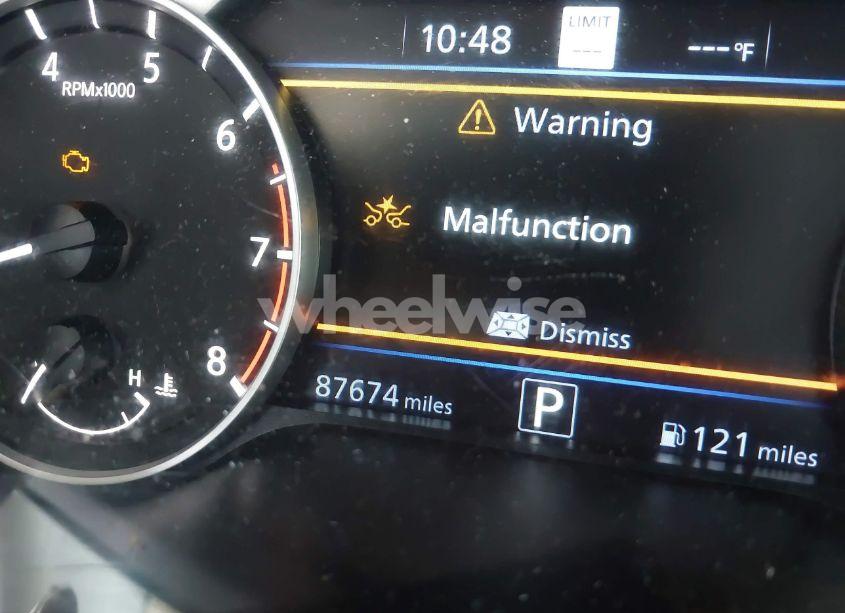 10:48
LIMIT
---
---°F
4
5
RPMx1000
6
Warning
Malfunction
7
wheelwise
Dismiss
8
H
87674 miles
P
121 miles